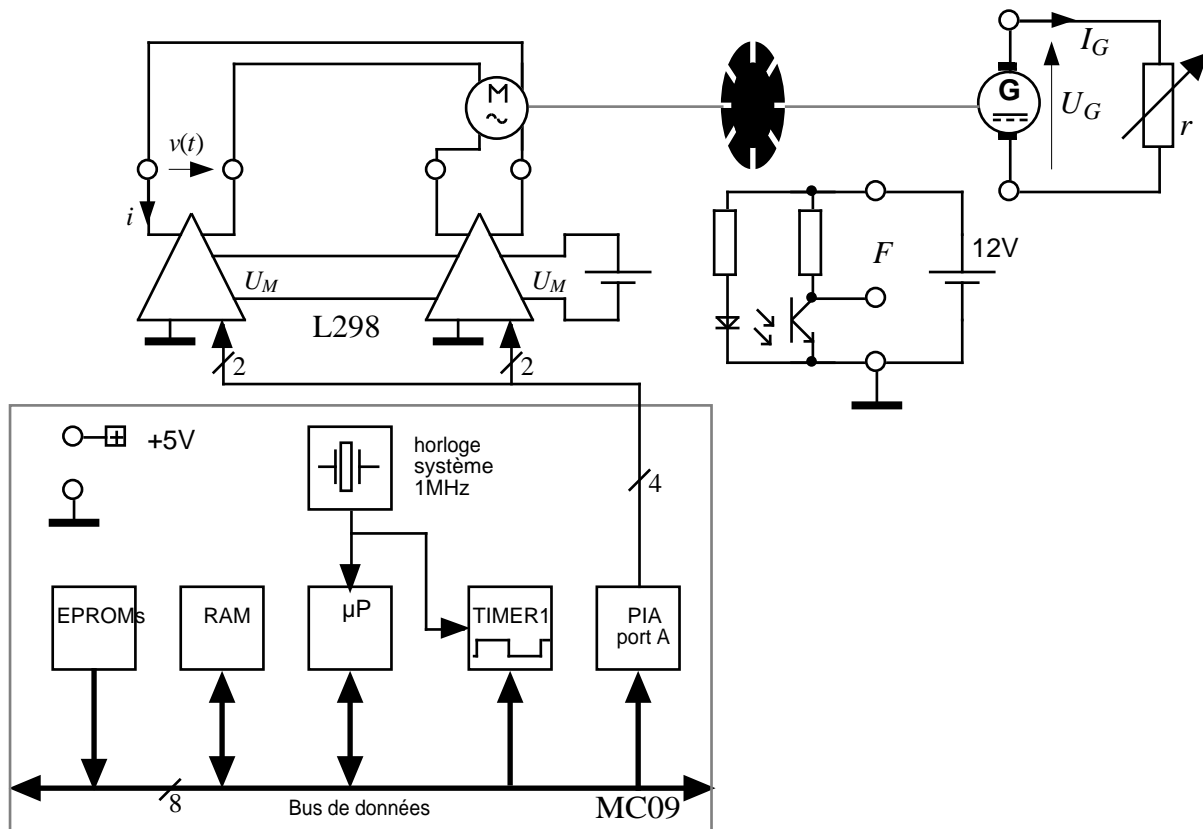 I_G
M
G
v(t)
U_G
r
i
F
12V
U_M
U_M
L298
2
2
+5V
horloge
système
1MHz
4
EPROMs
RAM
µP
TIMER1
PIA
port A
8
Bus de données
MC09